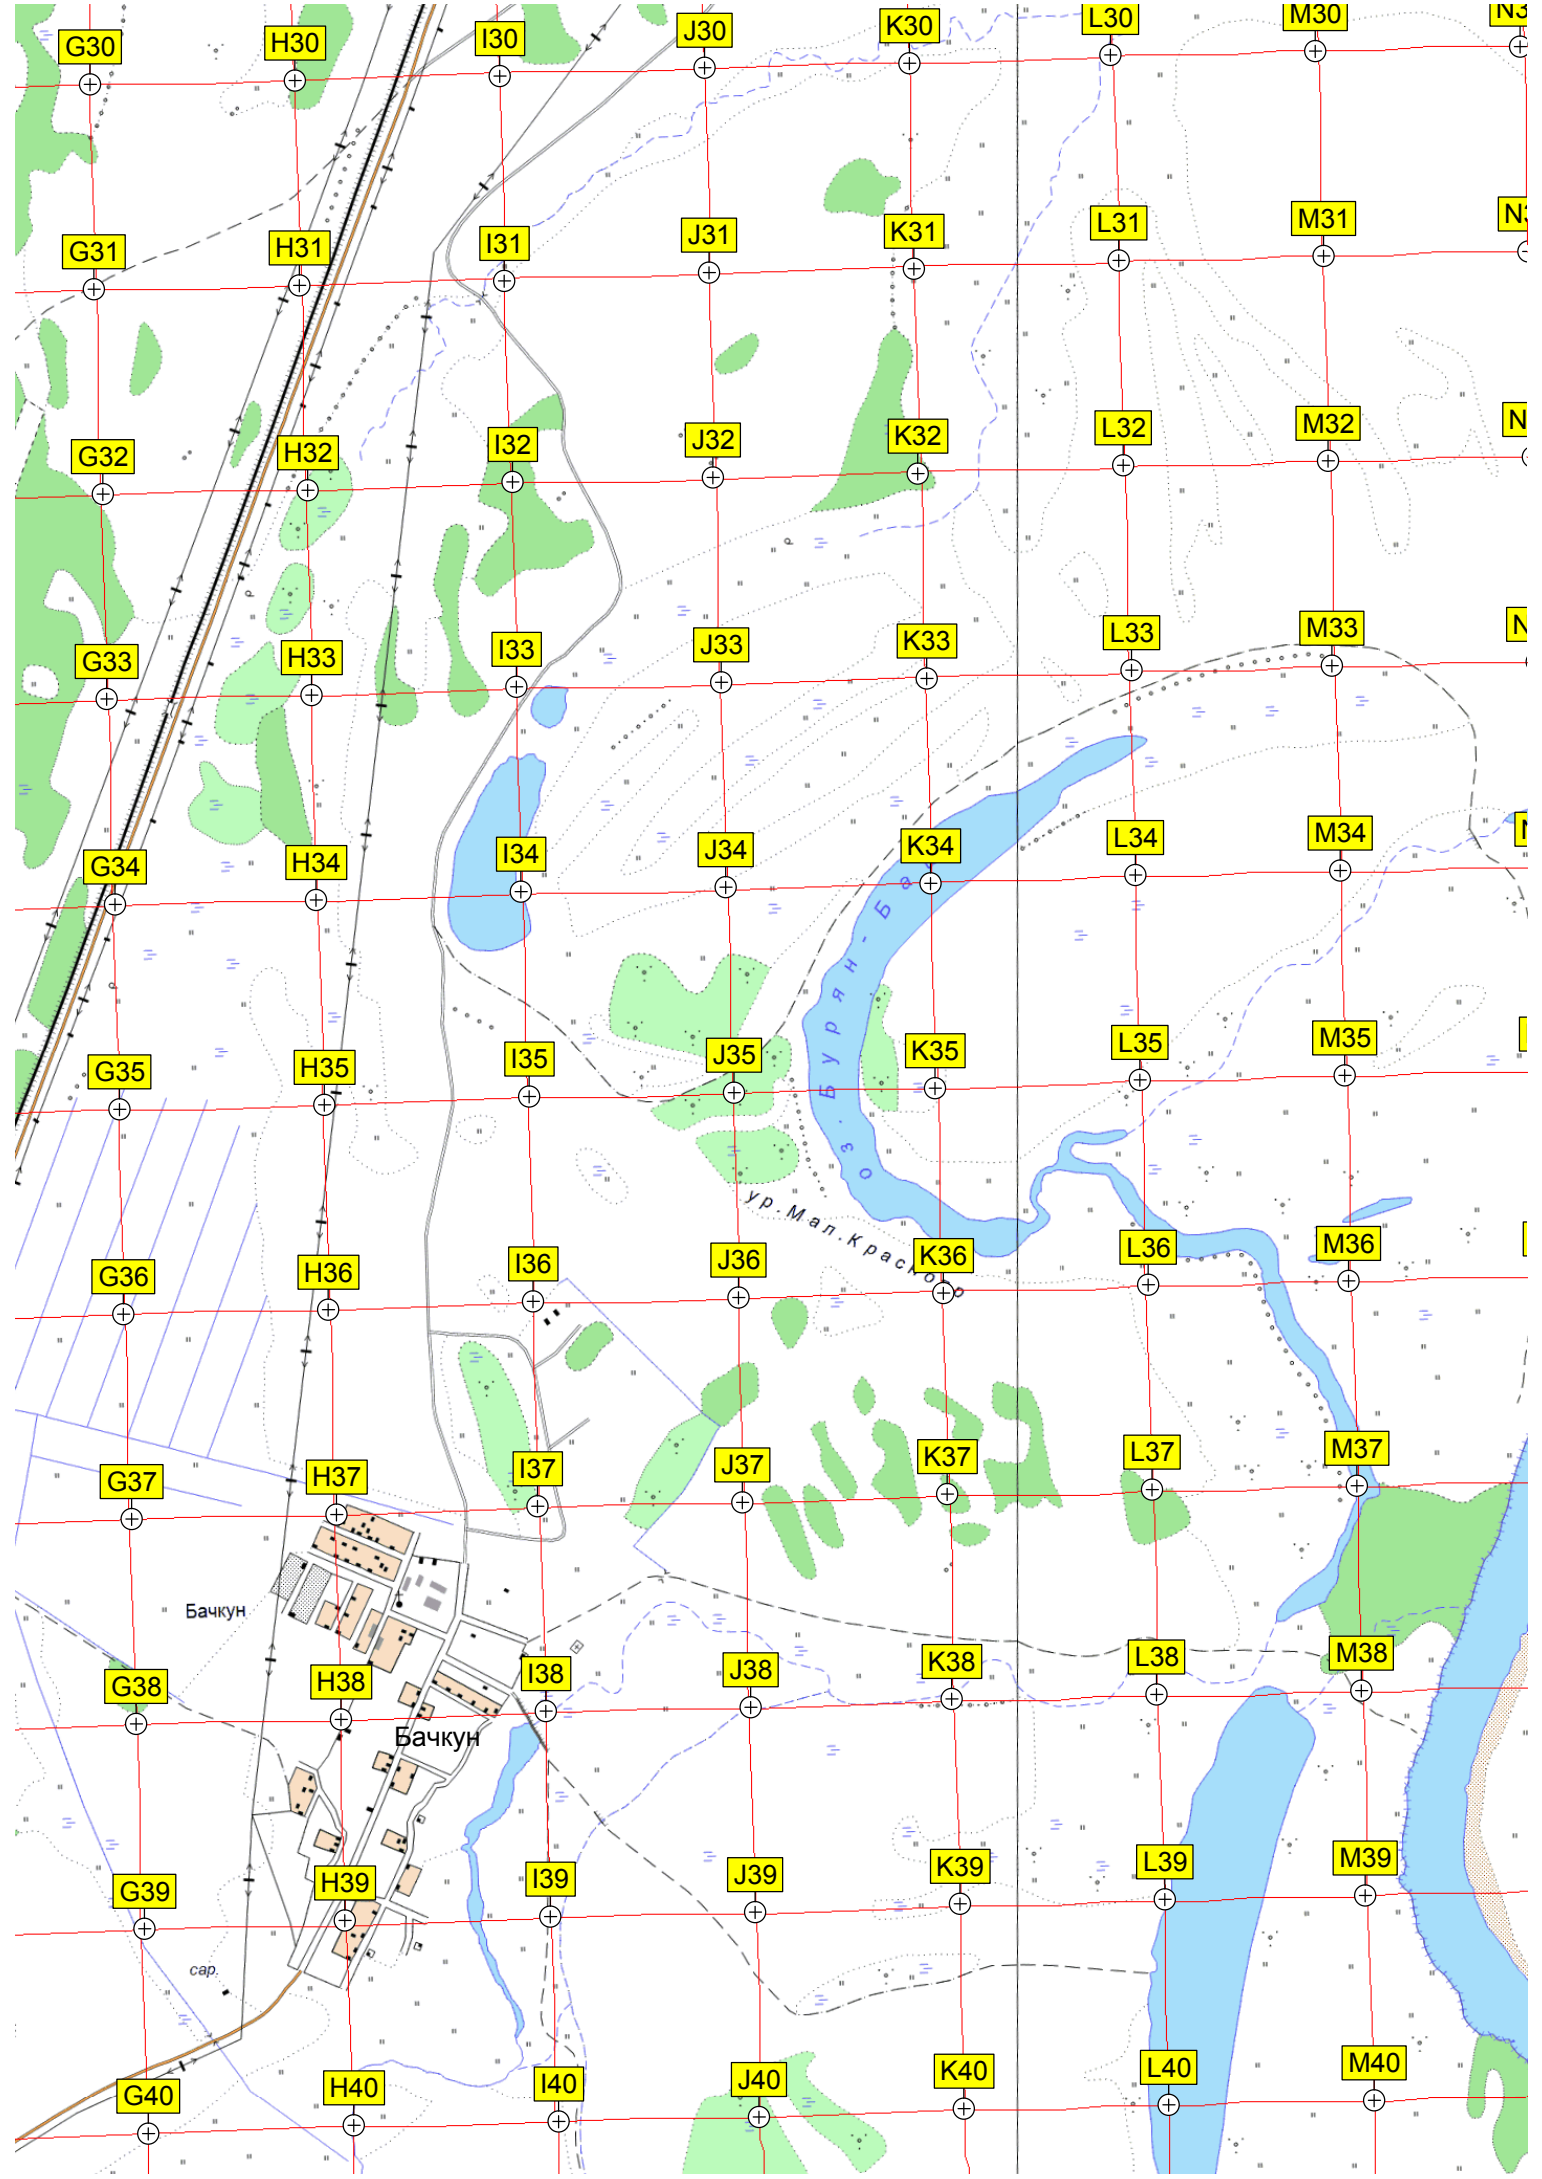 G30 H30 I30 J30 K30 L30 M30
G31 H31 I31 J31 K31 L31 M31
G32 H32 I32 J32 K32 L32 M32
G33 H33 I33 J33 K33 L33 M33
G34 H34 I34 J34 K34 L34 M34
оз. Бурян-Ба
G35 H35 I35 J35 K35 L35 M35
ур. Мал. Красно
G36 H36 I36 J36 K36 L36 M36
G37 H37 I37 J37 K37 L37 M37
Бачкун
G38 H38 I38 J38 K38 L38 M38
Бачкун
G39 H39 I39 J39 K39 L39 M39
сар.
G40 H40 I40 J40 K40 L40 M40